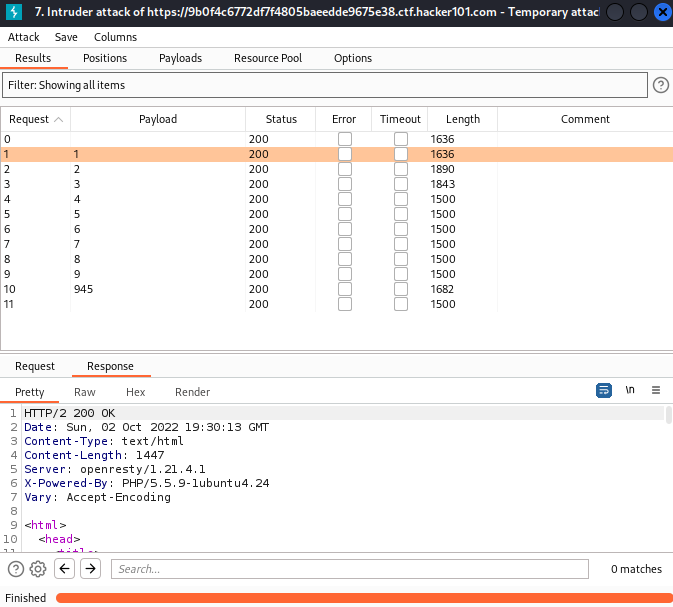 7. Intruder attack of https://9b0f4c6772df7f4805baeedde9675e38.ctf.hacker101.com - Temporary attac
Attack Save Columns
Results Positions Payloads Resource Pool Options
Filter: Showing all items
Request Payload Status Error Timeout Length Comment
0 200 1636
1 1 200 1636
2 2 200 1890
3 3 200 1843
4 4 200 1500
5 5 200 1500
6 6 200 1500
7 7 200 1500
8 8 200 1500
9 9 200 1500
10 945 200 1682
11 200 1500
Request Response
Pretty Raw Hex Render \n
1 HTTP/2 200 OK
2 Date: Sun, 02 Oct 2022 19:30:13 GMT
3 Content-Type: text/html
4 Content-Length: 1447
5 Server: openresty/1.21.4.1
6 X-Powered-By: PHP/5.5.9-1ubuntu4.24
7 Vary: Accept-Encoding
8
9 <html>
10 <head>
11 <title>
Search... 0 matches
Finished